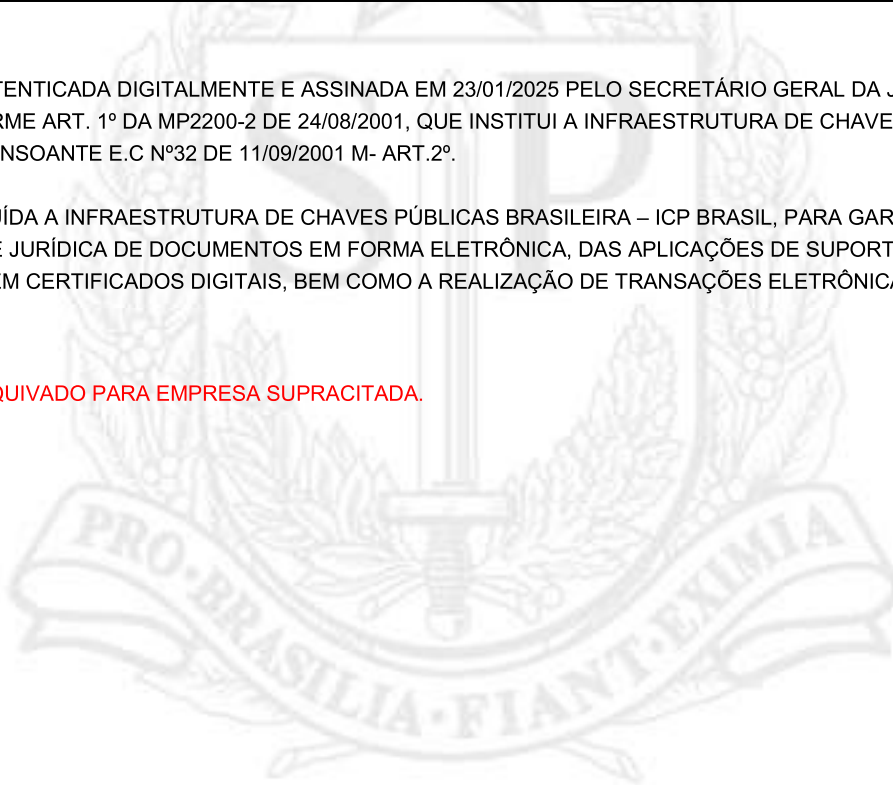 TENTICADA DIGITALMENTE E ASSINADA EM 23/01/2025 PELO SECRETÁRIO GERAL DA J
RME ART. 1º DA MP2200-2 DE 24/08/2001, QUE INSTITUI A INFRAESTRUTURA DE CHAVE
NSOANTE E.C Nº32 DE 11/09/2001 M- ART.2º.
ÍDA A INFRAESTRUTURA DE CHAVES PÚBLICAS BRASILEIRA – ICP BRASIL, PARA GAR
E JURÍDICA DE DOCUMENTOS EM FORMA ELETRÔNICA, DAS APLICAÇÕES DE SUPORT
EM CERTIFICADOS DIGITAIS, BEM COMO A REALIZAÇÃO DE TRANSAÇÕES ELETRÔNICA
QUIVADO PARA EMPRESA SUPRACITADA.
SP
PRO·BRASILIA·FIANT·EXIMIA